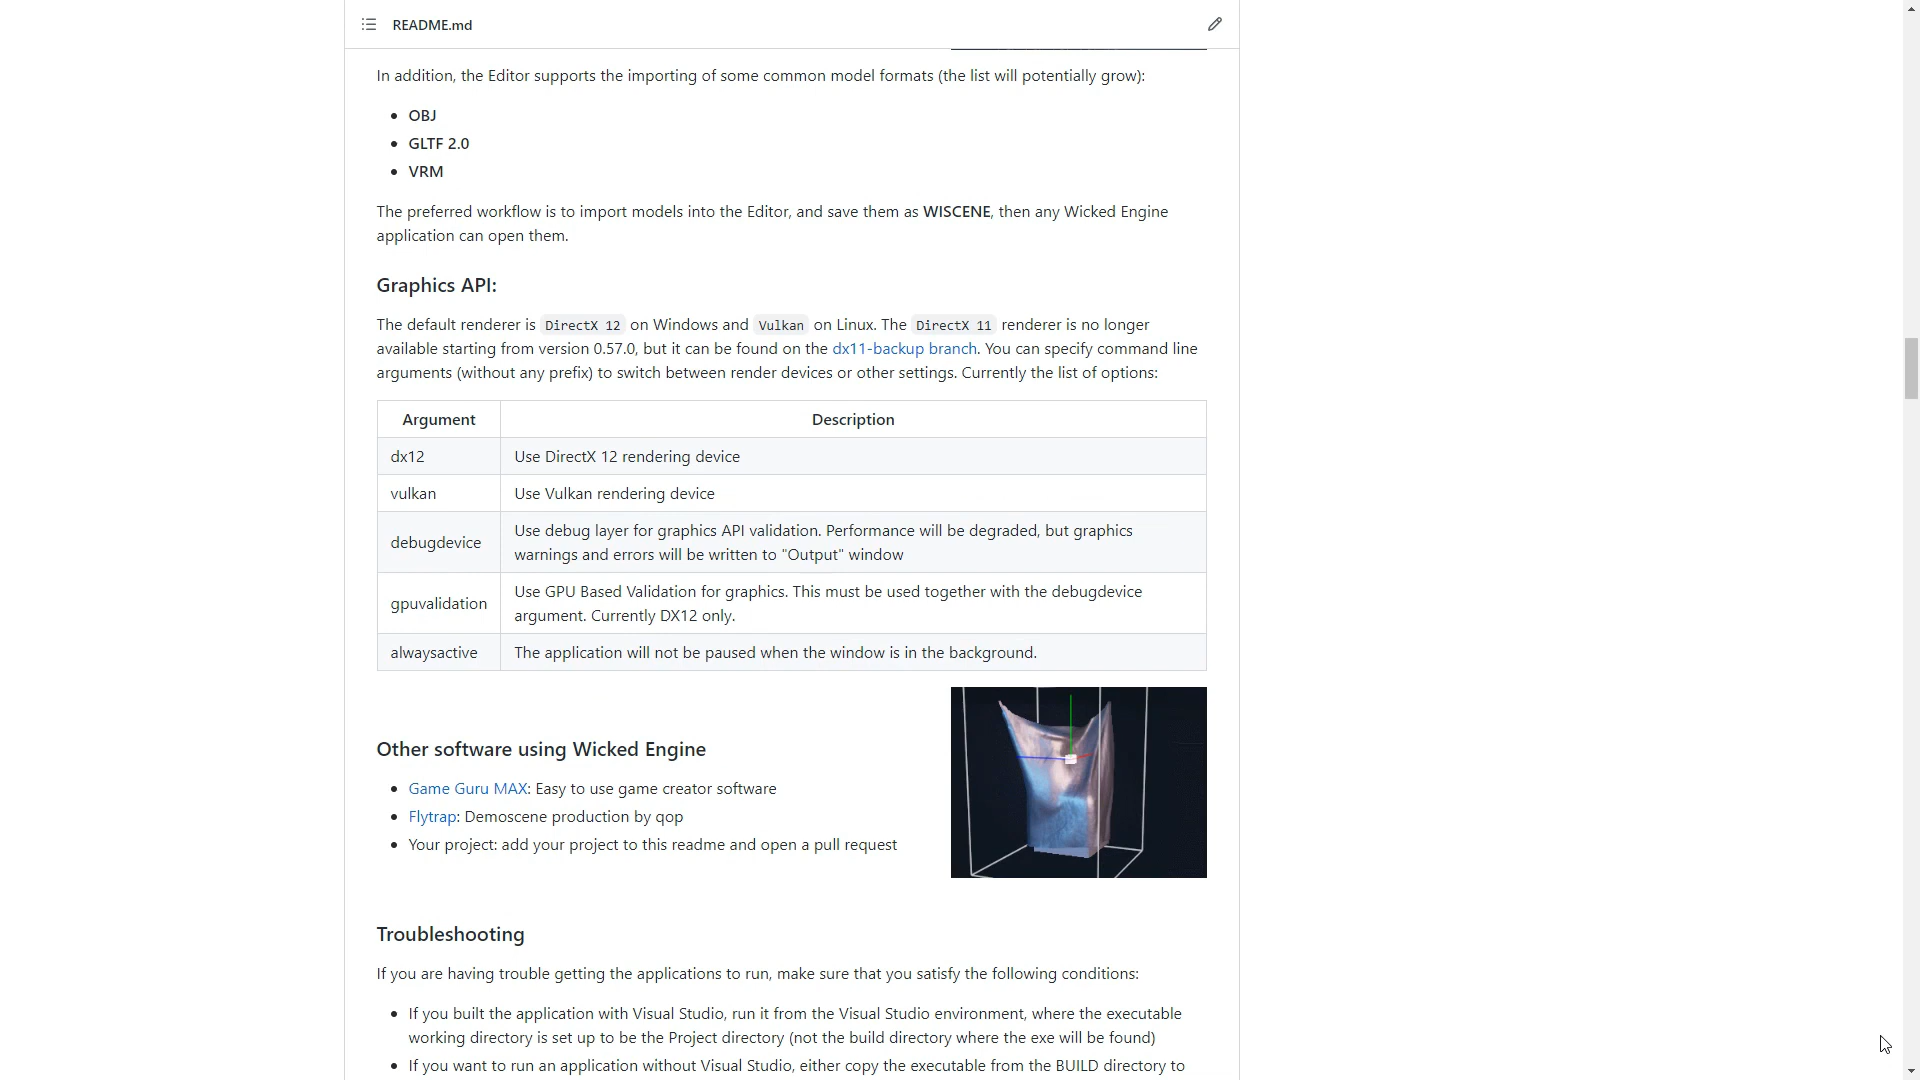 README.md
In addition, the Editor supports the importing of some common model formats (the list will potentially grow):
OBJ
GLTF 2.0
VRM
The preferred workflow is to import models into the Editor, and save them as WISCENE, then any Wicked Engine
application can open them.
Graphics API:
The default renderer is DirectX 12 on Windows and Vulkan on Linux. The DirectX 11 renderer is no longer
available starting from version 0.57.0, but it can be found on the dx11-backup branch. You can specify command line
arguments (without any prefix) to switch between render devices or other settings. Currently the list of options:
Argument Description
dx12 Use DirectX 12 rendering device
vulkan Use Vulkan rendering device
debugdevice Use debug layer for graphics API validation. Performance will be degraded, but graphics
warnings and errors will be written to "Output" window
gpuvalidation Use GPU Based Validation for graphics. This must be used together with the debugdevice
argument. Currently DX12 only.
alwaysactive The application will not be paused when the window is in the background.
Other software using Wicked Engine
Game Guru MAX: Easy to use game creator software
Flytrap: Demoscene production by qop
Your project: add your project to this readme and open a pull request
Troubleshooting
If you are having trouble getting the applications to run, make sure that you satisfy the following conditions:
If you built the application with Visual Studio, run it from the Visual Studio environment, where the executable
working directory is set up to be the Project directory (not the build directory where the exe will be found)
If you want to run an application without Visual Studio, either copy the executable from the BUILD directory to